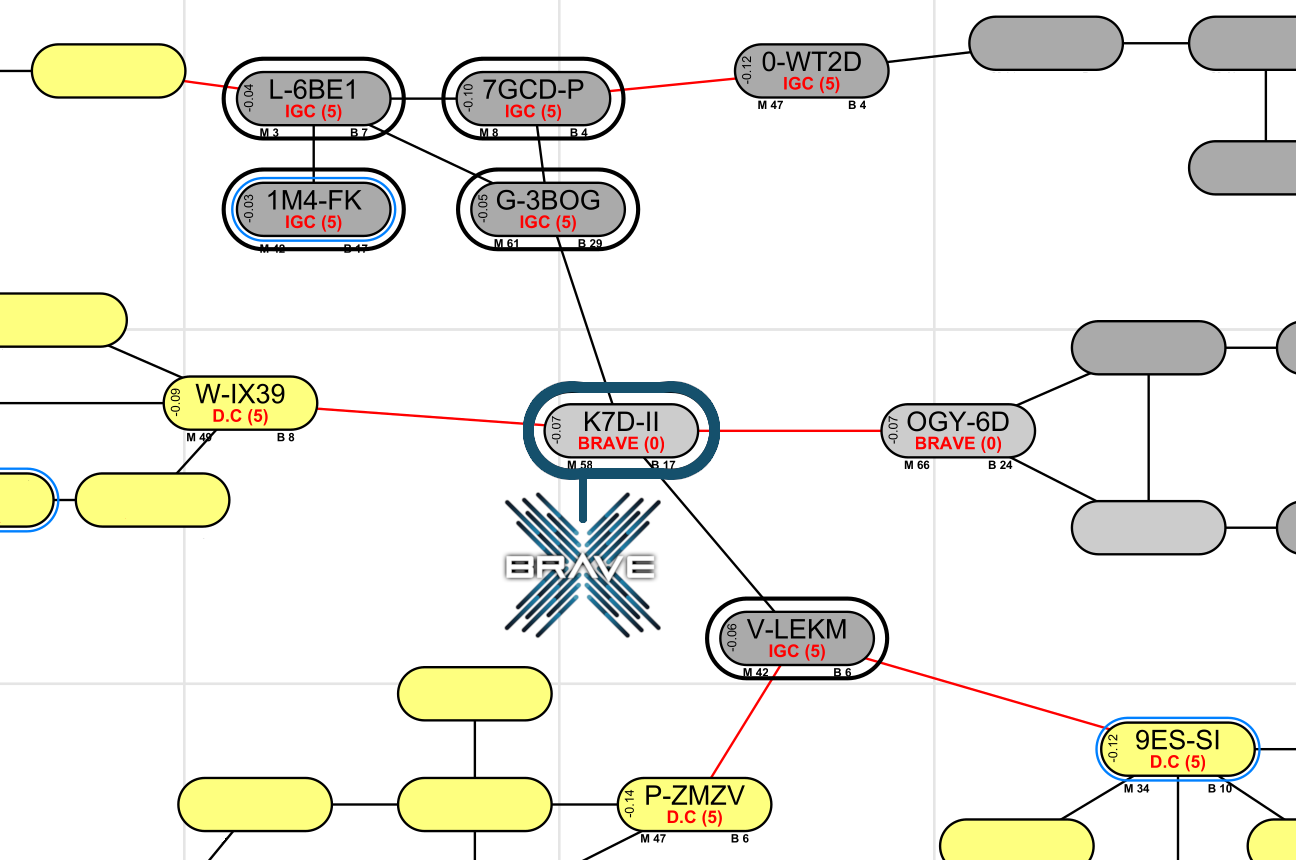 -0.04
L-6BE1
IGC (5)
M 3 B 7
-0.10
7GCD-P
IGC (5)
M 8 B 4
-0.12
0-WT2D
IGC (5)
M 47 B 4
-0.03
1M4-FK
IGC (5)
M 42 B 17
-0.05
G-3BOG
IGC (5)
M 61 B 29
-0.09
W-IX39
D.C (5)
M 49 B 8
-0.07
K7D-II
BRAVE (0)
M 58 B 17
-0.07
OGY-6D
BRAVE (0)
M 66 B 24
BRAVE
-0.06
V-LEKM
IGC (5)
M 42 B 6
-0.12
9ES-SI
D.C (5)
M 34 B 10
-0.14
P-ZMZV
D.C (5)
M 47 B 6